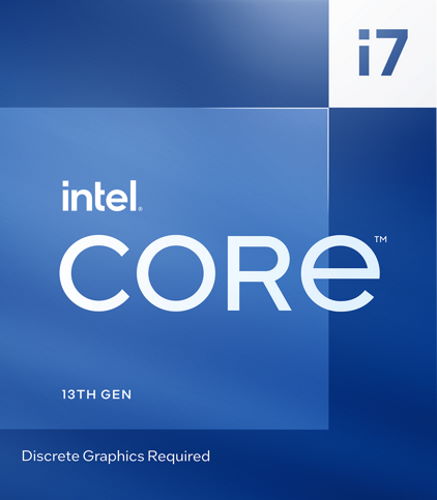 i7
intel.
CORE™
13TH GEN
Discrete Graphics Required